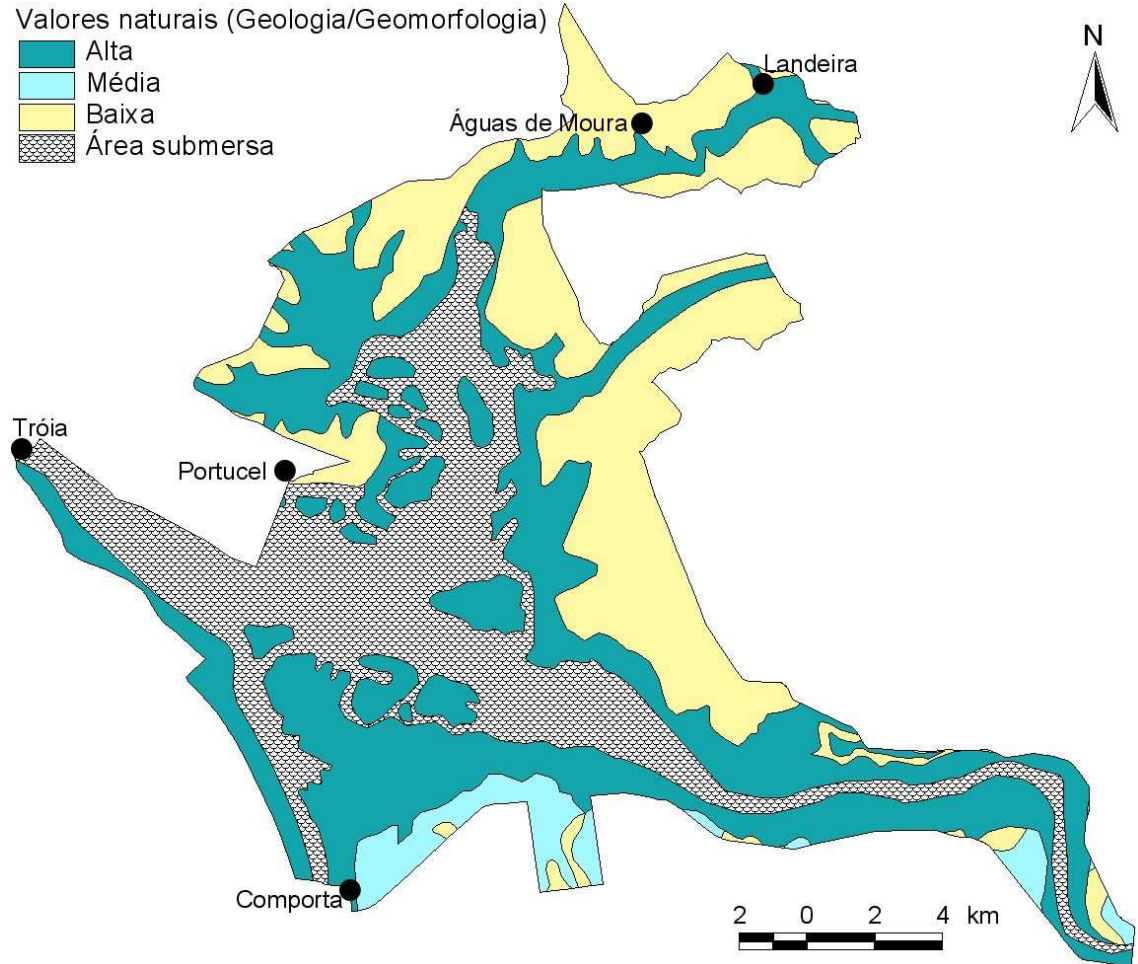 Valores naturais (Geologia/Geomorfologia)
Alta
Média
Baixa
Área submersa
N
Landeira
Águas de Moura
Tróia
Portucel
Comporta
2 0 2 4 km